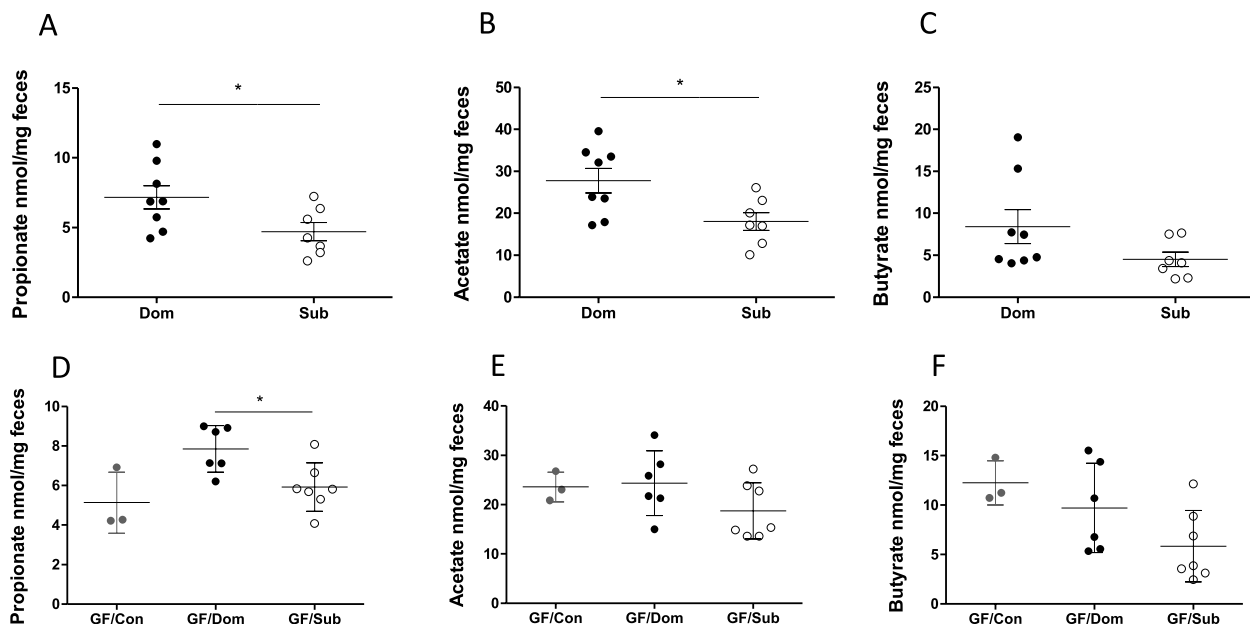 A
Propionate nmol/mg feces
15
10
5
0
*
Dom
Sub
B
Acetate nmol/mg feces
50
40
30
20
10
0
*
Dom
Sub
C
Butyrate nmol/mg feces
25
20
15
10
5
0
Dom
Sub
D
Propionate nmol/mg feces
10
8
6
4
2
0
*
GF/Con
GF/Dom
GF/Sub
E
Acetate nmol/mg feces
40
30
20
10
0
GF/Con
GF/Dom
GF/Sub
F
Butyrate nmol/mg feces
20
15
10
5
0
GF/Con
GF/Dom
GF/Sub